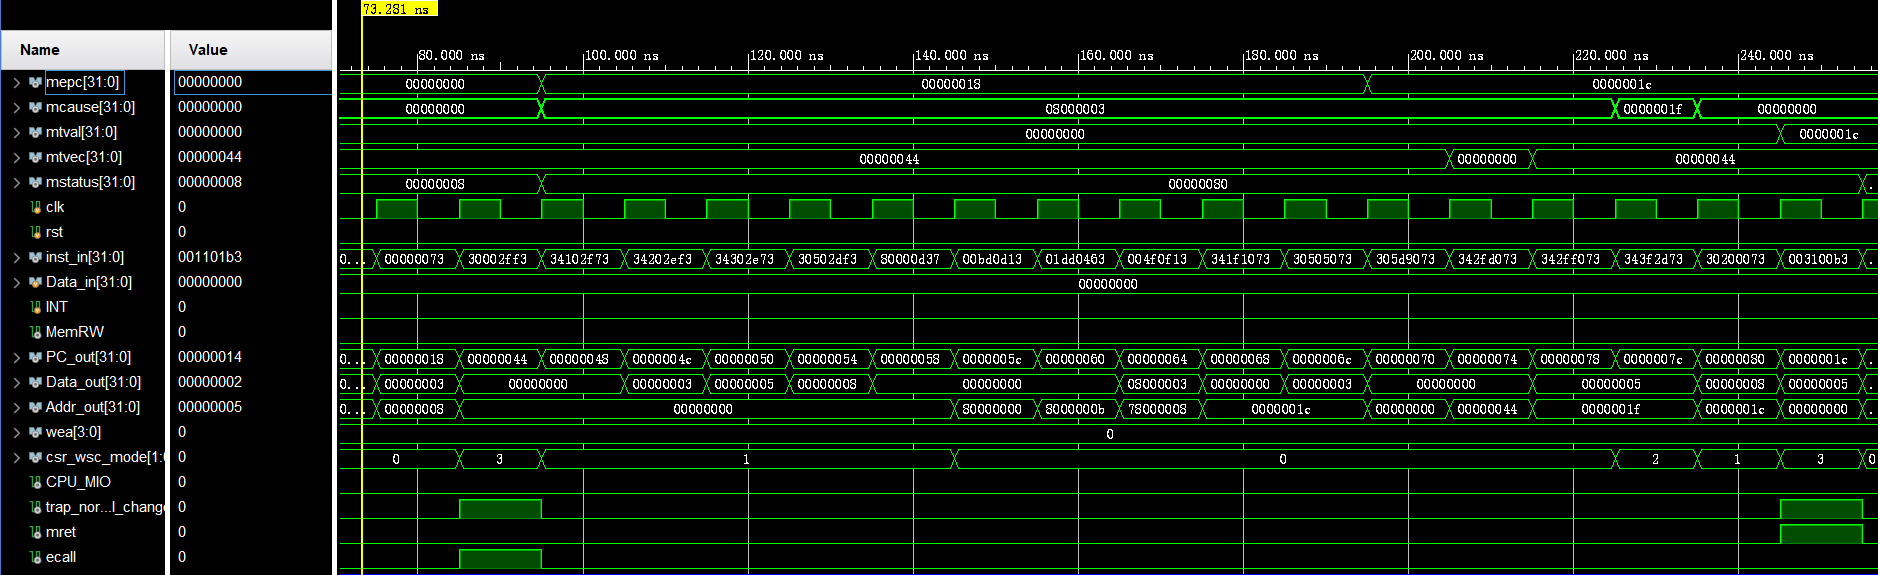 73.281 ns
Name Value
80.000 ns 100.000 ns 120.000 ns 140.000 ns 160.000 ns 180.000 ns 200.000 ns 220.000 ns 240.000 ns
mepc[31:0] 00000000 00000000 00000018 0000001c
mcause[31:0] 00000000 00000000 08000003 0000001f 00000000
mtval[31:0] 00000000 00000000 0000001c
mtvec[31:0] 00000044 00000044 00000000 00000044
mstatus[31:0] 00000008 00000008 00000080 .
clk 0
rst 0
inst_in[31:0] 001101b3 0... 00000073 30002ff3 34102f73 34202ef3 34302e73 30502df3 80000d37 00bd0d13 01dd0463 004f0f13 341f1073 30505073 305d9073 342fd073 342ff073 343f2d73 30200073 003100b3 .
Data_in[31:0] 00000000 00000000
INT 0
MemRW 0
PC_out[31:0] 00000014 0... 00000018 00000044 00000048 0000004c 00000050 00000054 00000058 0000005c 00000060 00000064 00000068 0000006c 00000070 00000074 00000078 0000007c 00000080 0000001c .
Data_out[31:0] 00000002 0... 00000003 00000000 00000003 00000005 00000008 00000000 08000003 00000000 00000003 00000000 00000005 00000008 00000005 .
Addr_out[31:0] 00000005 0... 00000008 00000000 80000000 8000000b 78000008 0000001c 00000000 00000044 0000001f 0000001c 00000000 .
wea[3:0] 0 0
csr_wsc_mode[1:0 0 0 3 1 0 2 1 3 0
CPU_MIO 0
trap_nor...l_change 0
mret 0
ecall 0